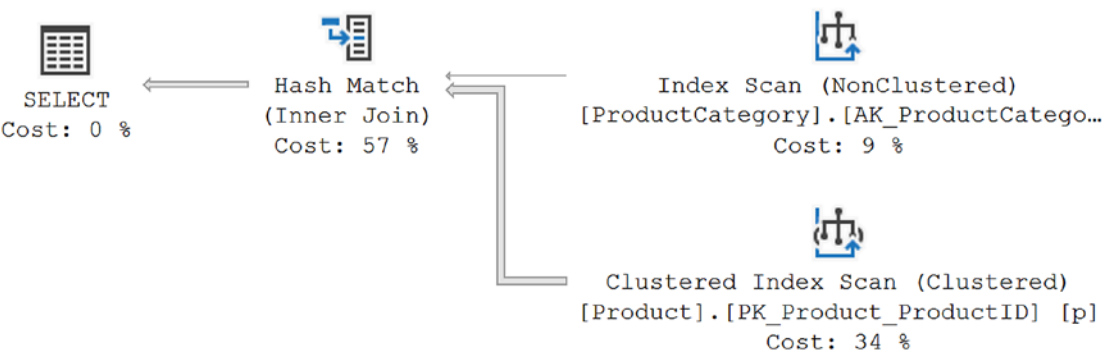 SELECT
Cost: 0 %
Hash Match
(Inner Join)
Cost: 57 %
Index Scan (NonClustered)
[ProductCategory].[AK_ProductCatego…
Cost: 9 %
Clustered Index Scan (Clustered)
[Product].[PK_Product_ProductID] [p]
Cost: 34 %